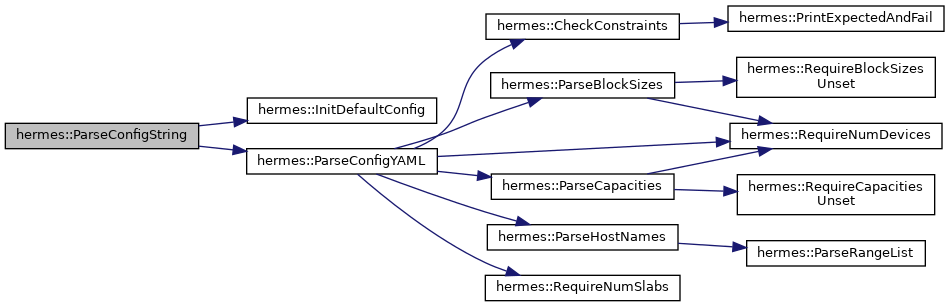 hermes::ParseConfigString
hermes::InitDefaultConfig
hermes::ParseConfigYAML
hermes::CheckConstraints
hermes::ParseBlockSizes
hermes::ParseCapacities
hermes::ParseHostNames
hermes::RequireNumSlabs
hermes::PrintExpectedAndFail
hermes::RequireBlockSizes
Unset
hermes::RequireNumDevices
hermes::RequireCapacities
Unset
hermes::ParseRangeList